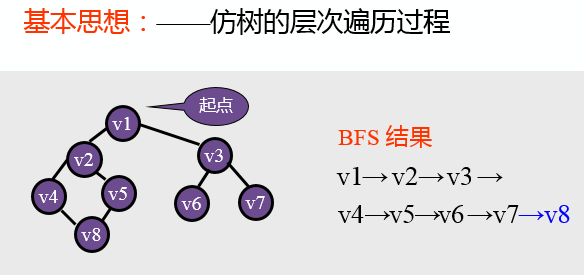 基本思想：——仿树的层次遍历过程
起点
v1
v2
v3
v4
v5
v6
v7
v8
BFS 结果
v1→ v2→ v3 →
v4→v5→v6 →v7→v8